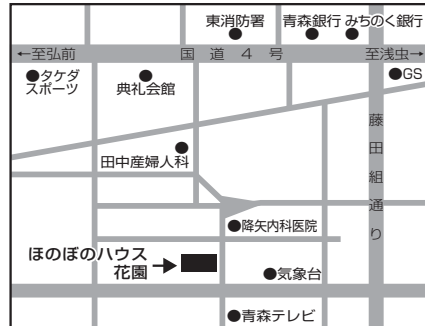 東消防署
青森銀行
みちのく銀行
←至弘前
国道4号
至浅虫→
タケダ
スポーツ
典礼会館
GS
藤田組通り
田中産婦人科
降矢内科医院
ほのぼのハウス
花園
気象台
青森テレビ